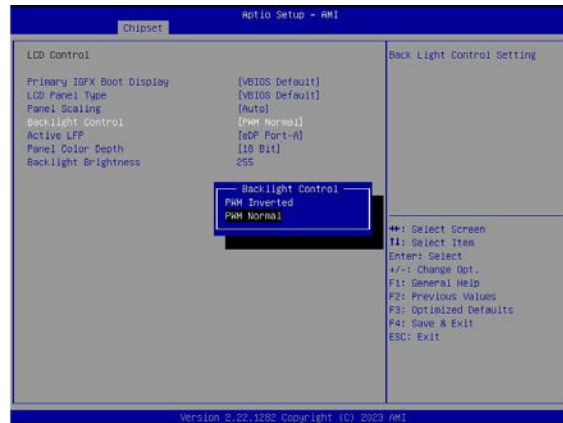 Aptio Setup - AMI
Chipset
LCD Control
Back Light Control Setting
Primary IGFX Boot Display [VBIOS Default]
LCD Panel Type [VBIOS Default]
Panel Scaling [Auto]
Backlight Control [PWM Normal]
Active LFP [eDP Port-A]
Panel Color Depth [18 Bit]
Backlight Brightness 255
Backlight Control
PWM Inverted
PWM Normal
→←: Select Screen
↑↓: Select Item
Enter: Select
+/-: Change Opt.
F1: General Help
F2: Previous Values
F3: Optimized Defaults
F4: Save & Exit
ESC: Exit
Version 2.22.1282 Copyright (C) 2023 AMI